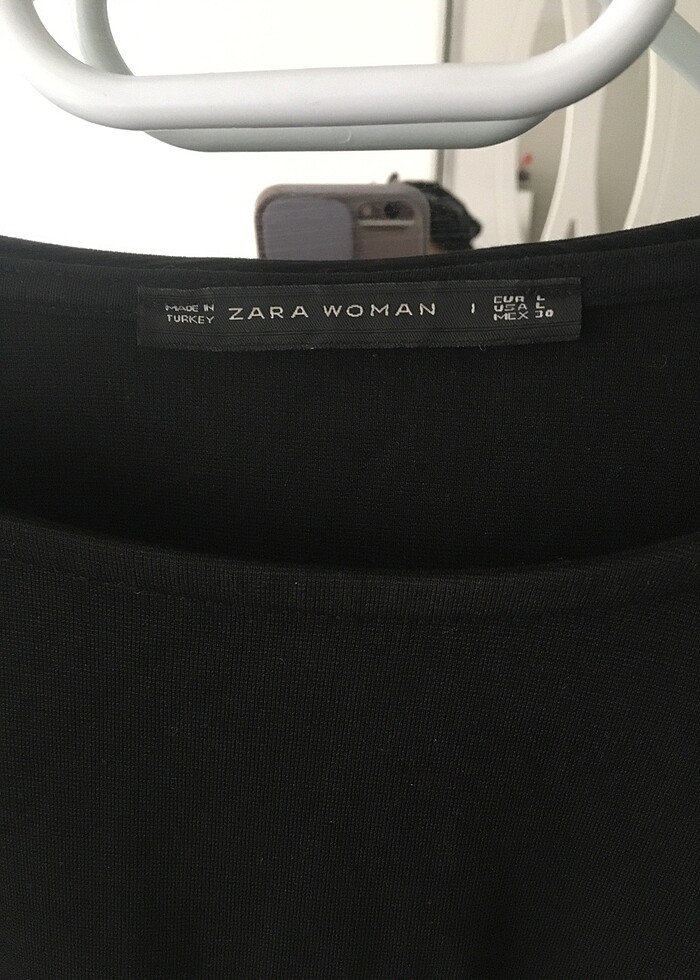 MADE IN
TURKEY
ZARA WOMAN
EUR L
USA L
MEX 30